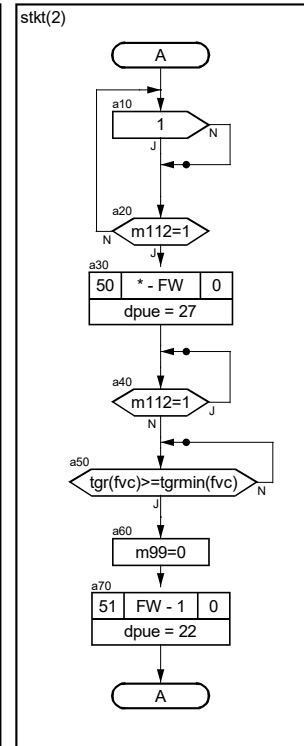 stkt(2)
A
a10
1
N
J
a20
m112=1
N
J
a30
50 * - FW 0
dpue = 27
a40
m112=1
J
N
a50
tgr(fvc)>=tgrmin(fvc)
N
J
a60
m99=0
a70
51 FW - 1 0
dpue = 22
A